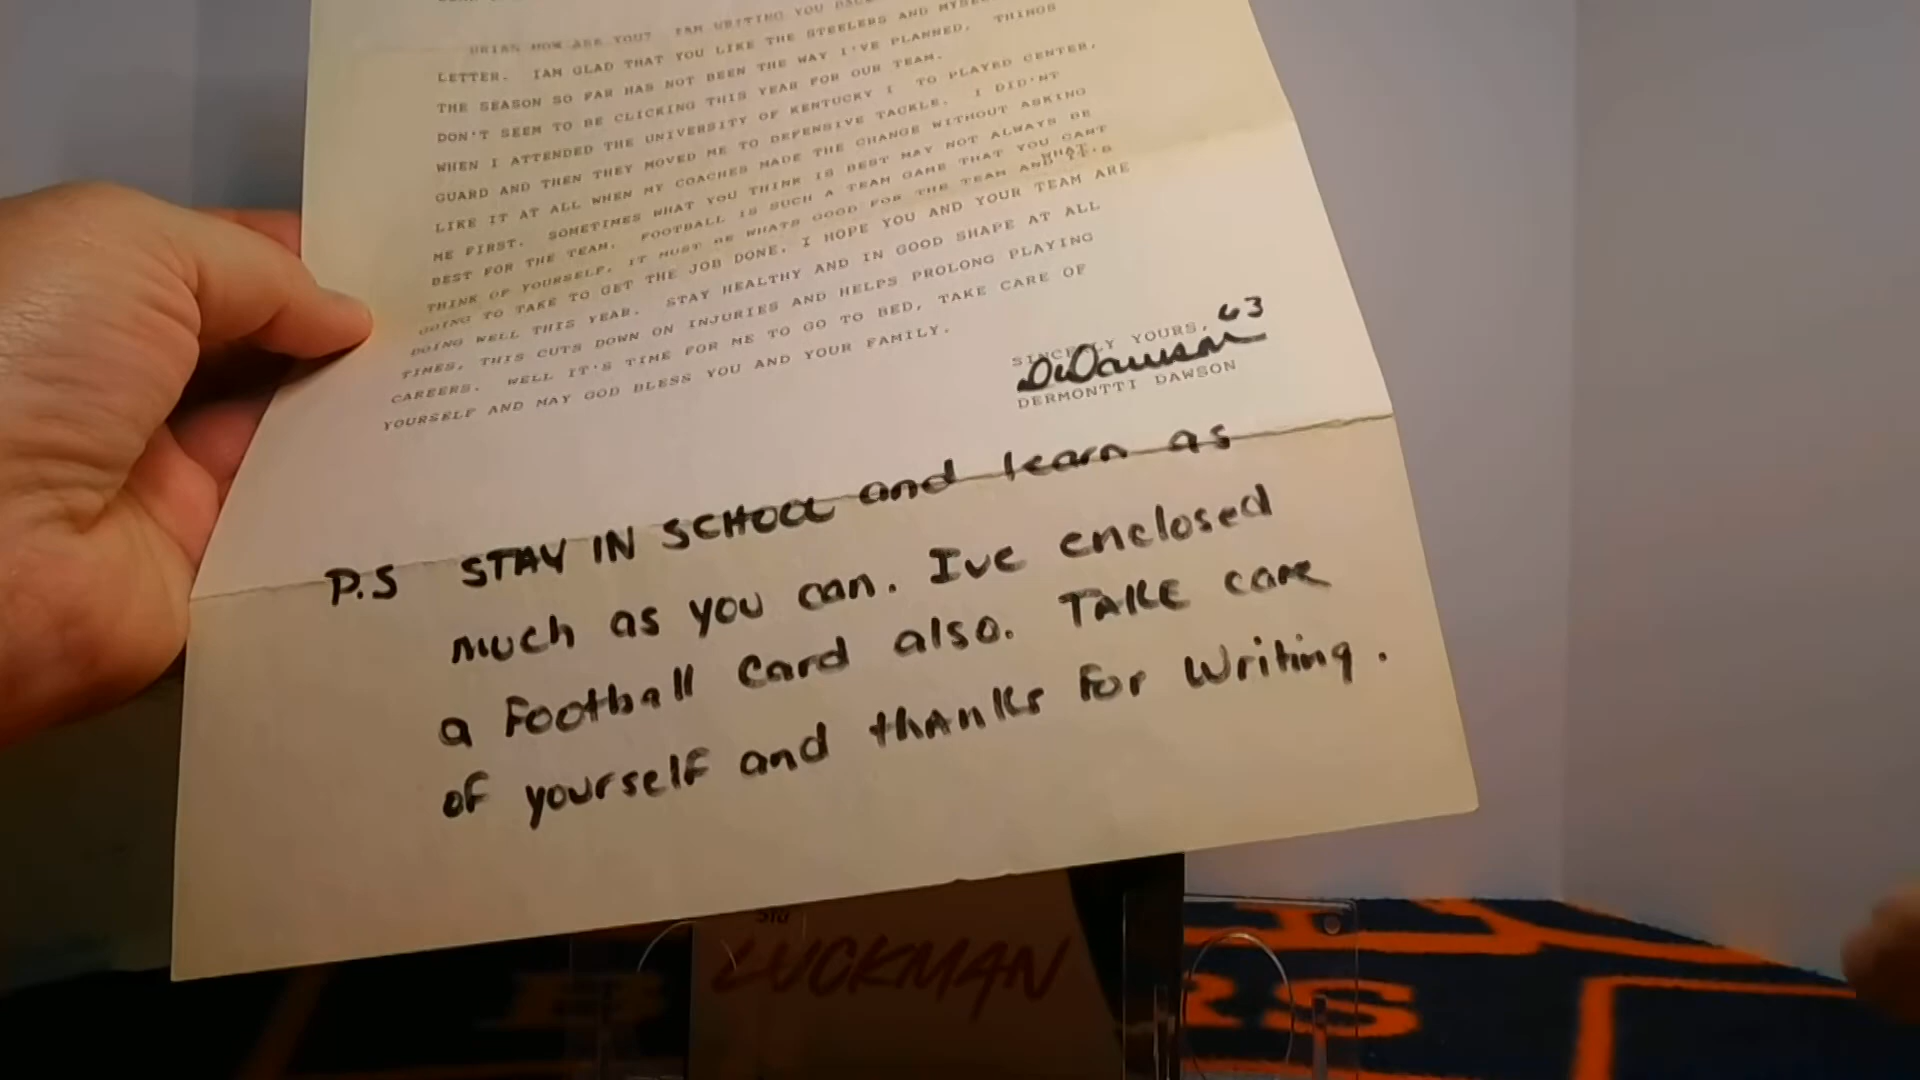 BRIAN HOW ARE YOU? IAM WRITING YOU BACK
LETTER. IAM GLAD THAT YOU LIKE THE STEELERS AND
THE SEASON SO FAR HAS NOT BEEN THE WAY I'VE PLANNED. THINGS
DON'T SEEM TO BE CLICKING THIS YEAR FOR OUR TEAM.
WHEN I ATTENDED THE UNIVERSITY OF KENTUCKY I TO PLAYED CENTER,
GUARD AND THEN THEY MOVED ME TO DEFENSIVE TACKLE. I DID'NT
LIKE IT AT ALL WHEN MY COACHES MADE THE CHANGE WITHOUT ASKING
ME FIRST. SOMETIMES WHAT YOU THINK IS BEST MAY NOT ALWAYS BE
BEST FOR THE TEAM. FOOTBALL IS SUCH A TEAM GAME THAT YOU CANT
WHAT
THINK OF YOURSELF. IT MUST BE WHATS GOOD FOR THE TEAM AND IT'S
GOING TO TAKE TO GET THE JOB DONE. I HOPE YOU AND YOUR TEAM ARE
DOING WELL THIS YEAR. STAY HEALTHY AND IN GOOD SHAPE AT ALL
TIMES, THIS CUTS DOWN ON INJURIES AND HELPS PROLONG PLAYING
CAREERS. WELL IT'S TIME FOR ME TO GO TO BED, TAKE CARE OF
YOURSELF AND MAY GOD BLESS YOU AND YOUR FAMILY.
SINCERELY YOURS, 63
DeDawson
DERMONTTI DAWSON
P.S STAY IN SCHOOL and learn as
much as you can. Ive enclosed
a Football Card also. TAKE care
of yourself and thanks for Writing.
LUCKMAN
B RS